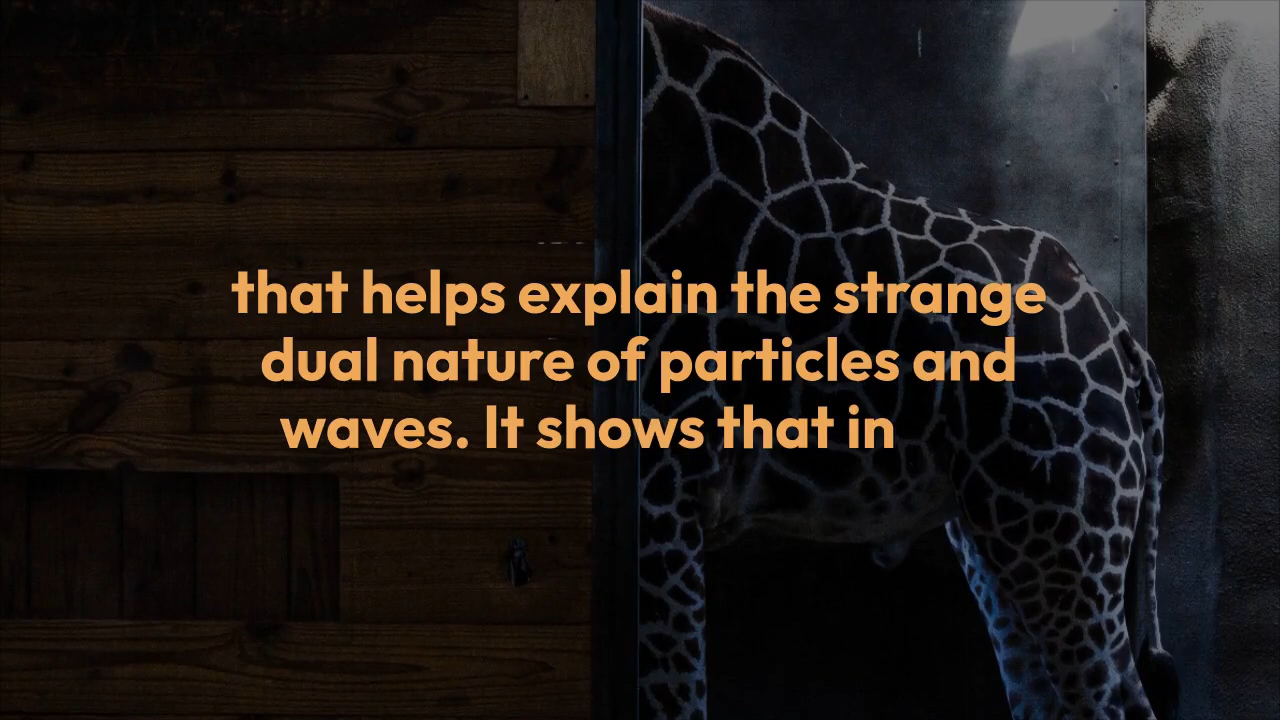 that helps explain the strange
dual nature of particles and
waves. It shows that in